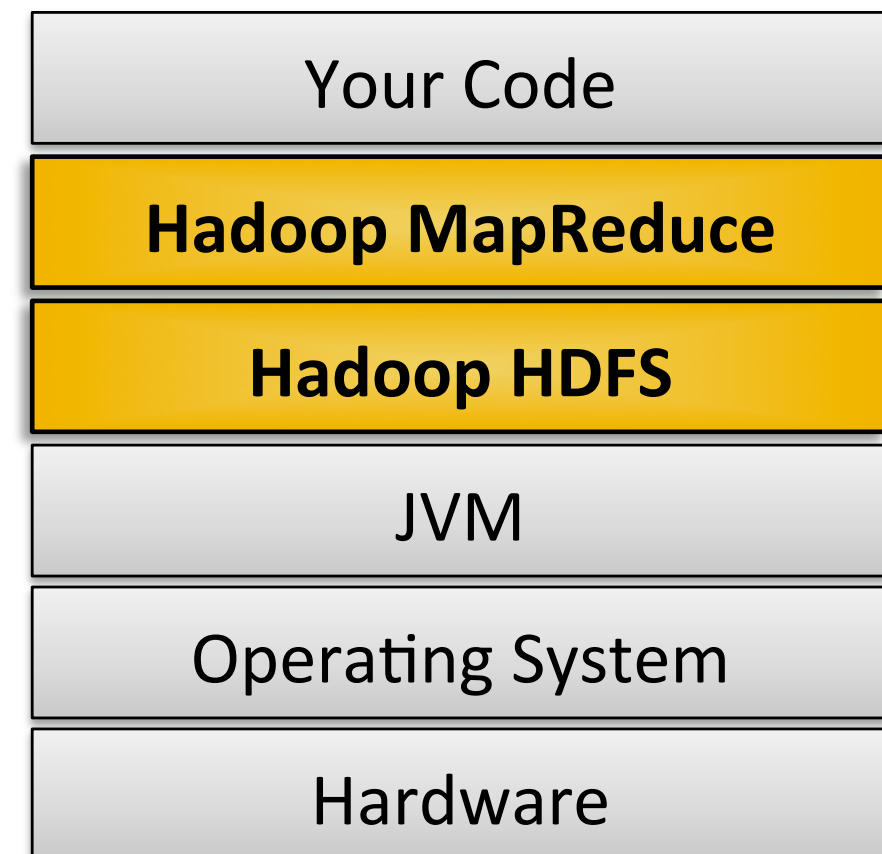 Your Code
Hadoop MapReduce
Hadoop HDFS
JVM
Operating System
Hardware